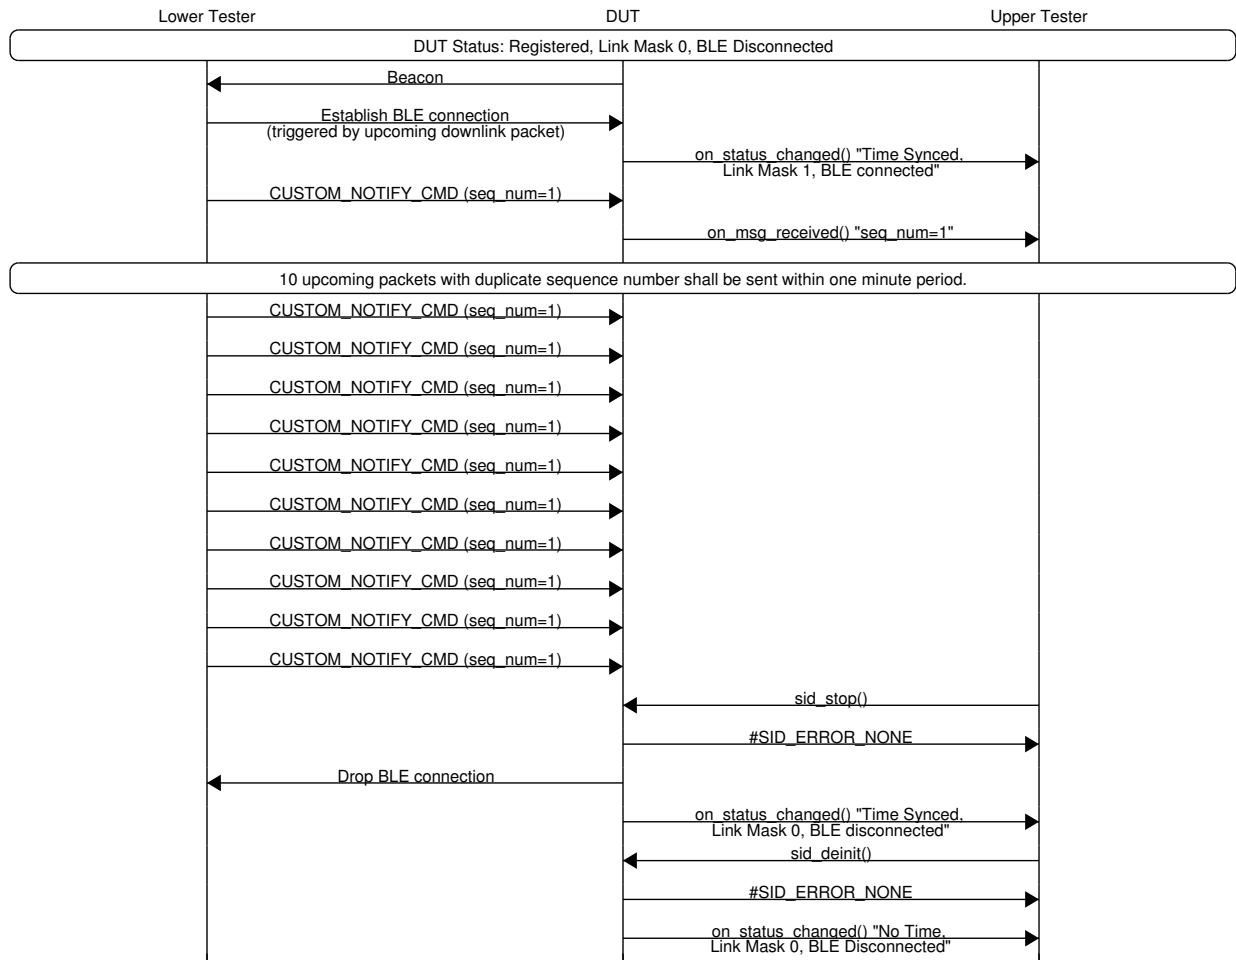 Lower Tester DUT Upper Tester
DUT Status: Registered, Link Mask 0, BLE Disconnected
Beacon
Establish BLE connection
(triggered by upcoming downlink packet)
on_status_changed() "Time Synced,
Link Mask 1, BLE connected"
CUSTOM_NOTIFY_CMD (seq_num=1)
on_msg_received() "seq_num=1"
10 upcoming packets with duplicate sequence number shall be sent within one minute period.
CUSTOM_NOTIFY_CMD (seq_num=1)
CUSTOM_NOTIFY_CMD (seq_num=1)
CUSTOM_NOTIFY_CMD (seq_num=1)
CUSTOM_NOTIFY_CMD (seq_num=1)
CUSTOM_NOTIFY_CMD (seq_num=1)
CUSTOM_NOTIFY_CMD (seq_num=1)
CUSTOM_NOTIFY_CMD (seq_num=1)
CUSTOM_NOTIFY_CMD (seq_num=1)
CUSTOM_NOTIFY_CMD (seq_num=1)
CUSTOM_NOTIFY_CMD (seq_num=1)
sid_stop()
#SID_ERROR_NONE
Drop BLE connection
on_status_changed() "Time Synced,
Link Mask 0, BLE disconnected"
sid_deinit()
#SID_ERROR_NONE
on_status_changed() "No Time,
Link Mask 0, BLE Disconnected"